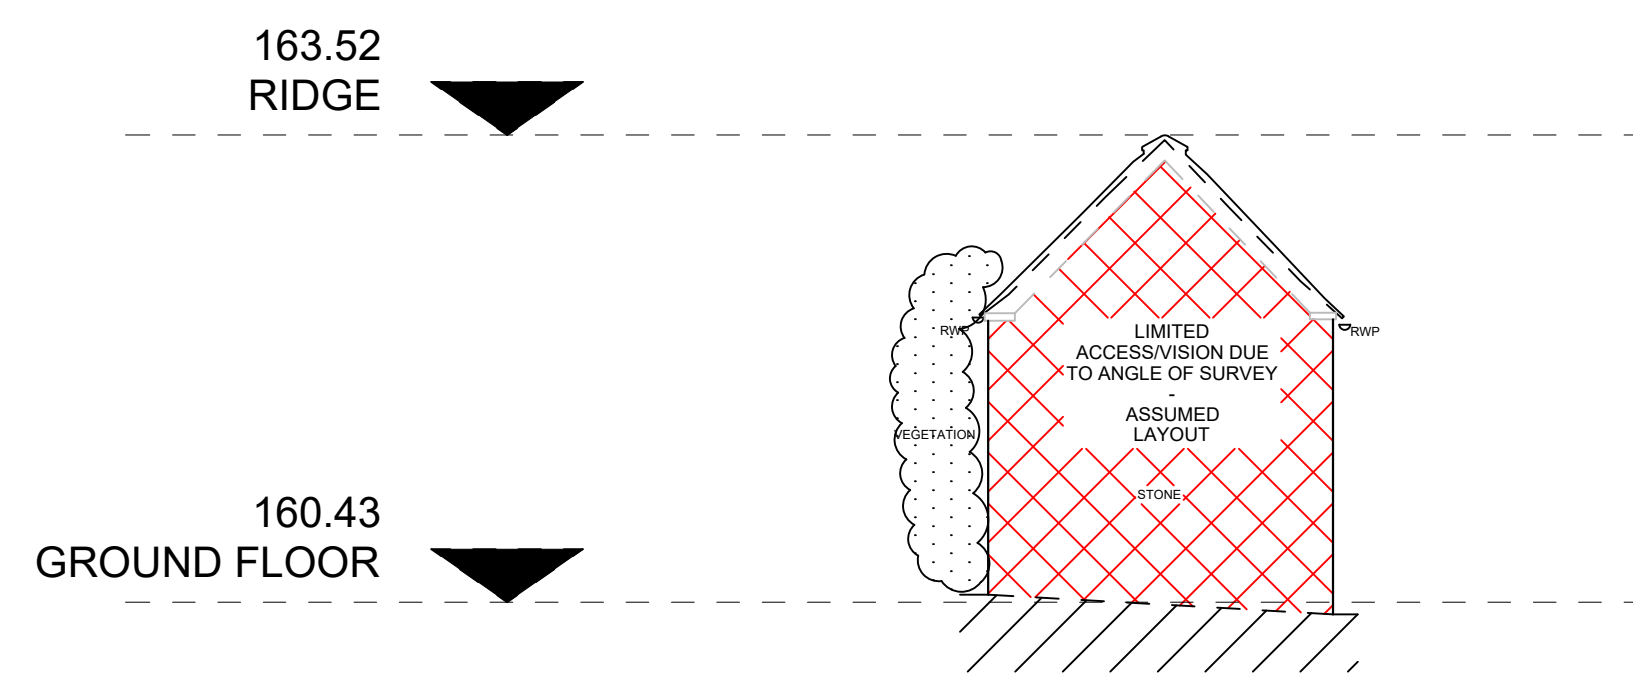 163.52
RIDGE
RWP
RWP
LIMITED
ACCESS/VISION DUE
TO ANGLE OF SURVEY
-
ASSUMED
LAYOUT
VEGETATION
STONE
160.43
GROUND FLOOR